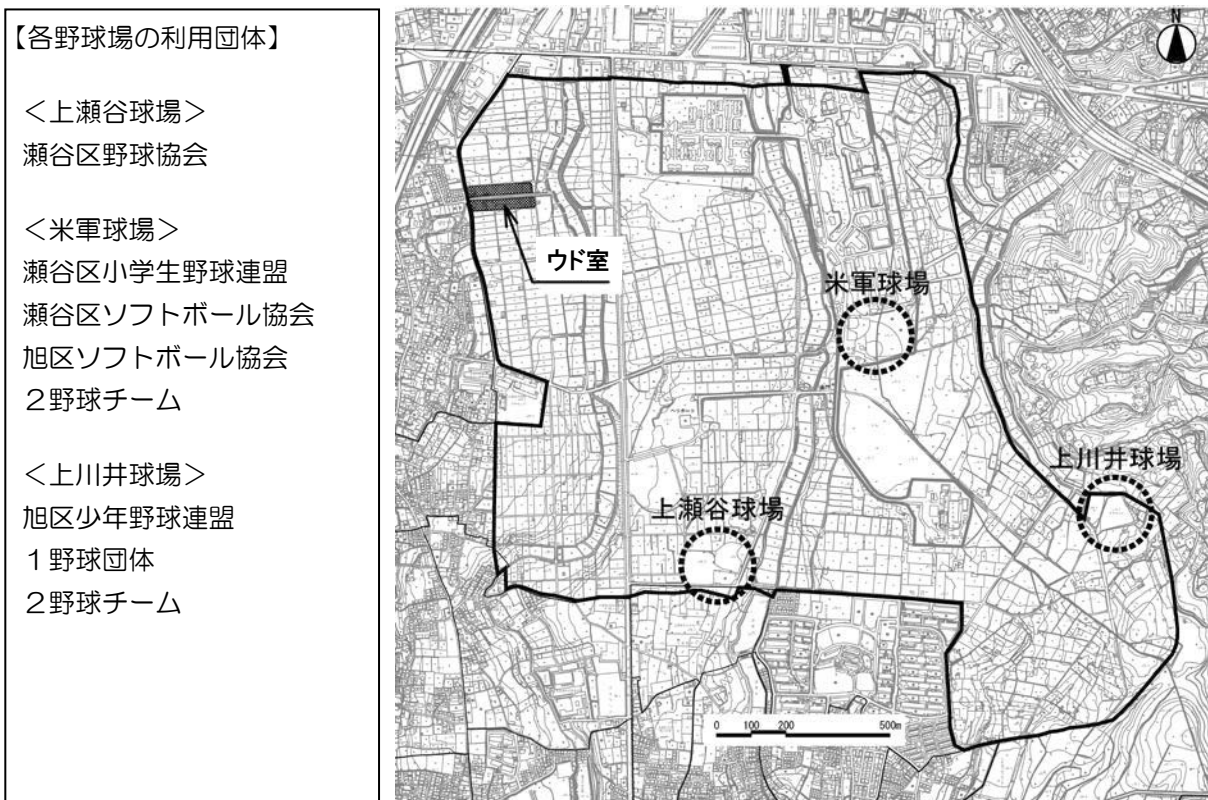 【各野球場の利用団体】
<上瀬谷球場>
瀬谷区野球協会
<米軍球場>
瀬谷区小学生野球連盟
瀬谷区ソフトボール協会
旭区ソフトボール協会
２野球チーム
<上川井球場>
旭区少年野球連盟
１野球団体
２野球チーム
N
ウド室
米軍球場
上川井球場
上瀬谷球場
0 100 200 500m